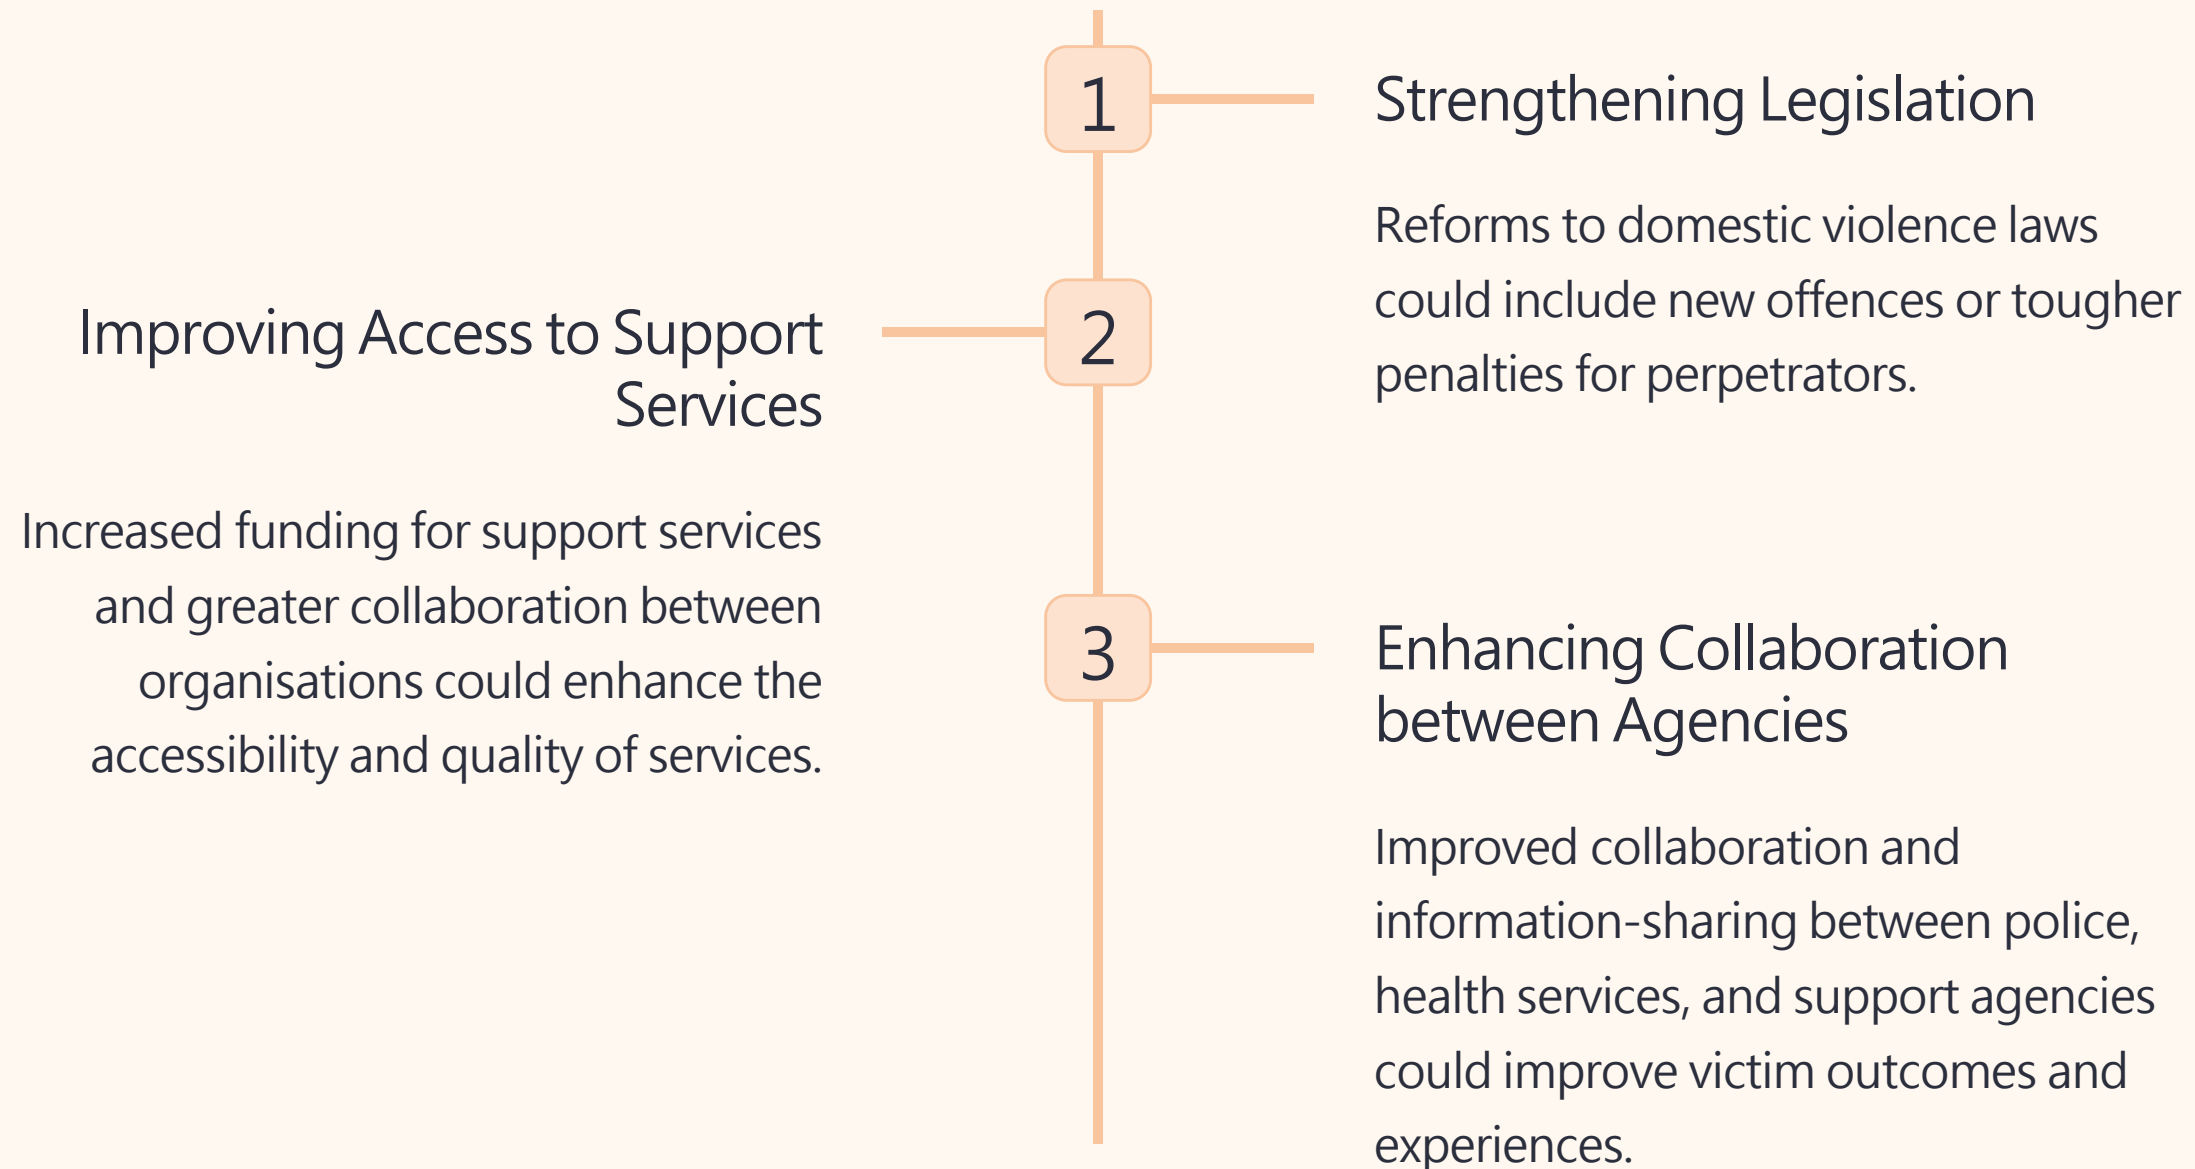 1
Strengthening Legislation
Reforms to domestic violence laws
could include new offences or tougher
penalties for perpetrators.
2
Improving Access to Support
Services
Increased funding for support services
and greater collaboration between
organisations could enhance the
accessibility and quality of services.
3
Enhancing Collaboration
between Agencies
Improved collaboration and
information-sharing between police,
health services, and support agencies
could improve victim outcomes and
experiences.